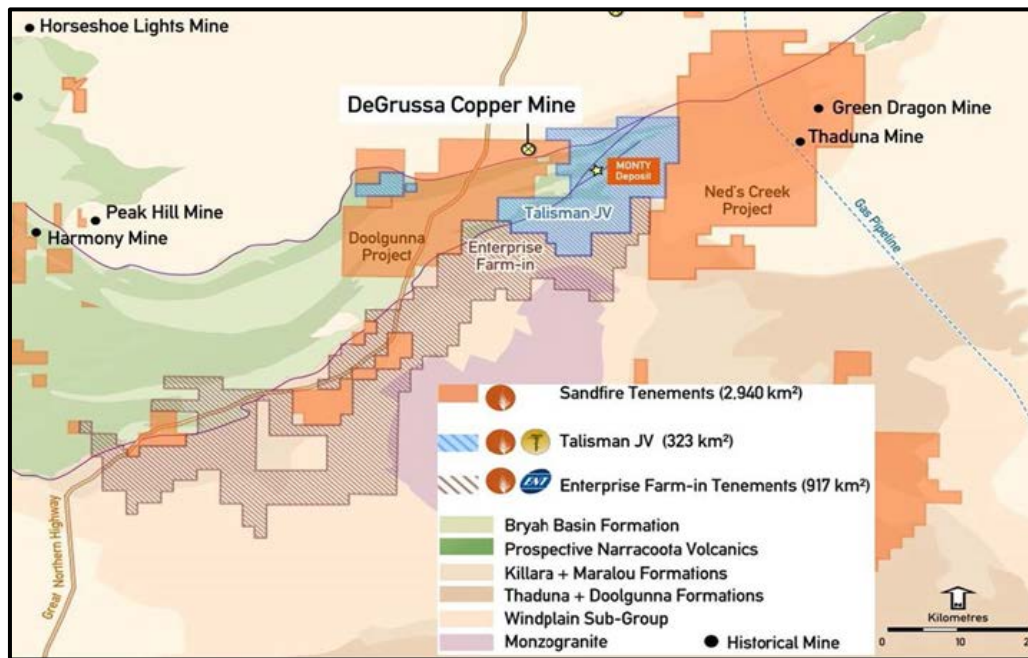 Horseshoe Lights Mine
DeGrussa Copper Mine
Green Dragon Mine
Thaduna Mine
MONTY
Deposit
Ned's Creek
Project
Peak Hill Mine
Harmony Mine
Talisman JV
Doolgunna
Project
Enterprise
Farm-in
Gas Pipeline
Great Northern Highway
Sandfire Tenements (2,940 km²)
Talisman JV (323 km²)
ENT
Enterprise Farm-in Tenements (917 km²)
Bryah Basin Formation
Prospective Narracoota Volcanics
Killara + Maralou Formations
Thaduna + Doolgunna Formations
Windplain Sub-Group
Monzogranite
Historical Mine
Kilometres
0 10